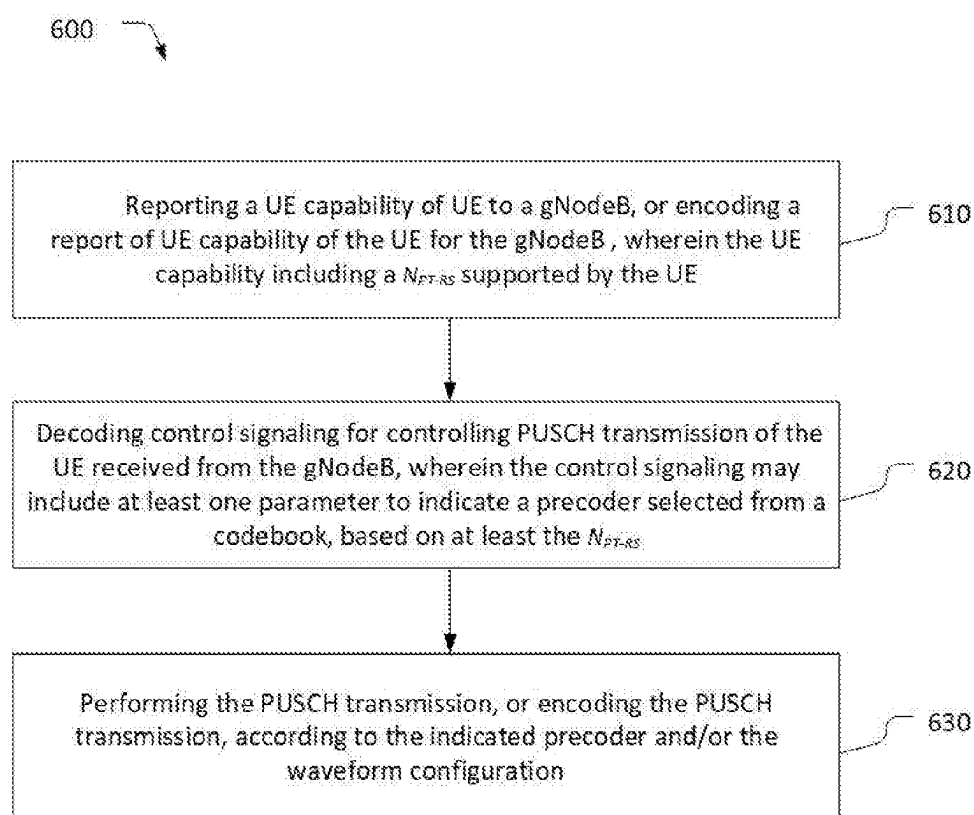 600
Reporting a UE capability of UE to a gNodeB, or encoding a
610
report of UE capability of the UE for the gNodeB , wherein the UE
capability including a N_PT-RS supported by the UE
Decoding control signaling for controlling PUSCH transmission of the
UE received from the gNodeB, wherein the control signaling may
620
include at least one parameter to indicate a precoder selected from a
codebook, based on at least the N_PT-RS
Performing the PUSCH transmission, or encoding the PUSCH
630
transmission, according to the indicated precoder and/or the
waveform configuration